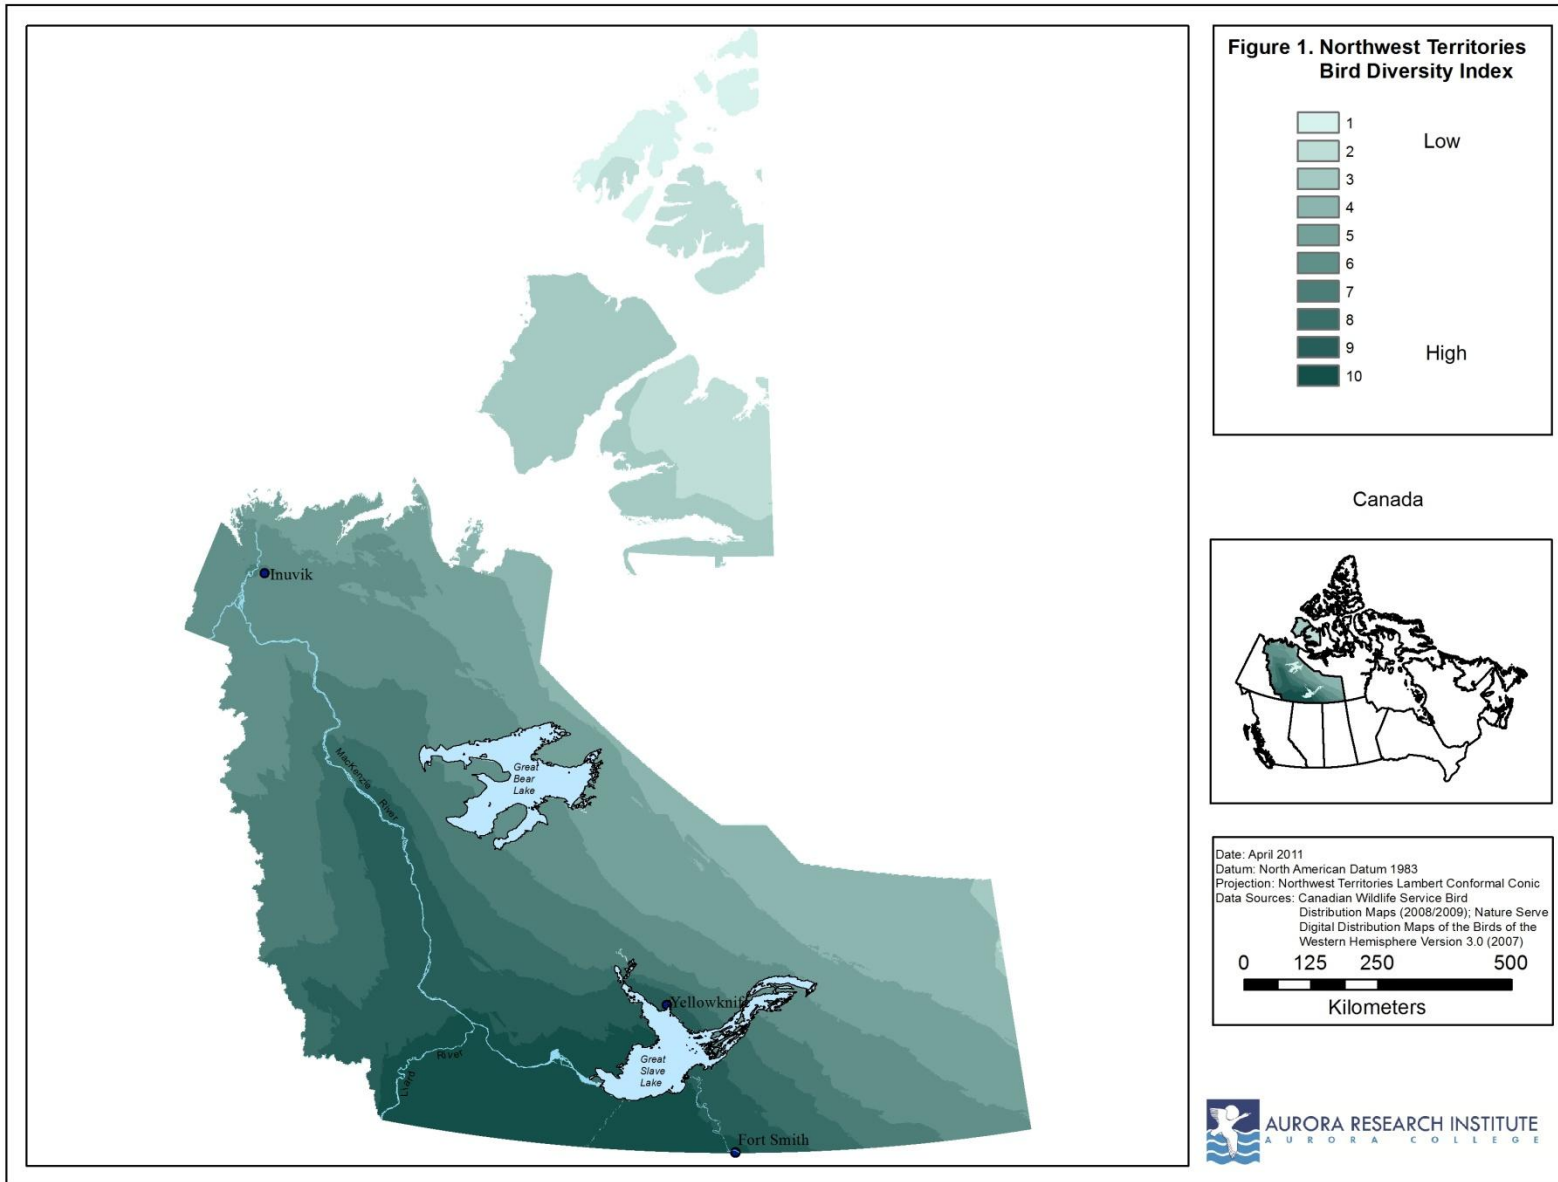 Figure 1. Northwest Territories
Bird Diversity Index
1
Low
2
3
4
5
6
7
8
High
9
10
Inuvik
MacKenzie River
Great
Bear
Lake
Yellowknife
Great
Slave
Lake
Liard River
Fort Smith
Canada
Date: April 2011
Datum: North American Datum 1983
Projection: Northwest Territories Lambert Conformal Conic
Data Sources: Canadian Wildlife Service Bird
Distribution Maps (2008/2009); Nature Serve
Digital Distribution Maps of the Birds of the
Western Hemisphere Version 3.0 (2007)
0 125 250 500
Kilometers
AURORA RESEARCH INSTITUTE
AURORA COLLEGE